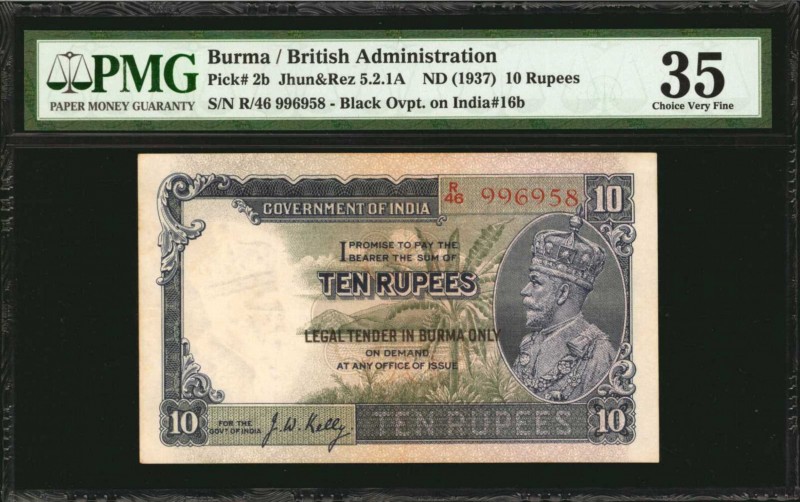 PMG
PAPER MONEY GUARANTY
Burma / British Administration
Pick# 2b Jhun&Rez 5.2.1A ND (1937) 10 Rupees
S/N R/46 996958 - Black Ovpt. on India#16b
35
Choice Very Fine
R/46 996958
10
GOVERNMENT OF INDIA
I PROMISE TO PAY THE
BEARER THE SUM OF
TEN RUPEES
LEGAL TENDER IN BURMA ONLY
ON DEMAND
AT ANY OFFICE OF ISSUE
10
FOR THE
GOVT OF INDIA
J. W. Kelly.
TEN RUPEES
10